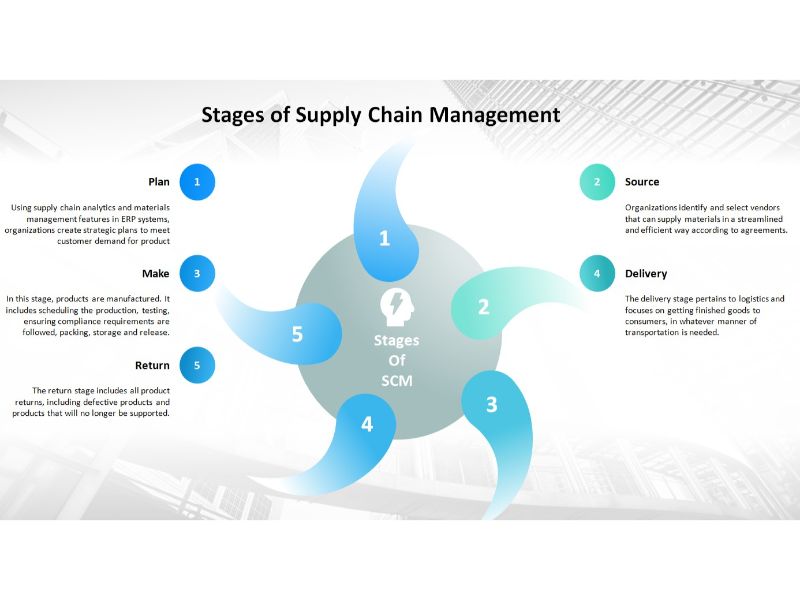 Stages of Supply Chain Management
Plan
1
Using supply chain analytics and materials
management features in ERP systems,
organizations create strategic plans to meet
customer demand for product
2
Source
Organizations identify and select vendors
that can supply materials in a streamlined
and efficient way according to agreements.
Make
3
In this stage, products are manufactured. It
includes scheduling the production, testing,
ensuring compliance requirements are
followed, packing, storage and release.
4
Delivery
The delivery stage pertains to logistics and
focuses on getting finished goods to
consumers, in whatever manner of
transportation is needed.
Return
5
The return stage includes all product
returns, including defective products and
products that will no longer be supported.
1
2
3
4
5
Stages
Of
SCM